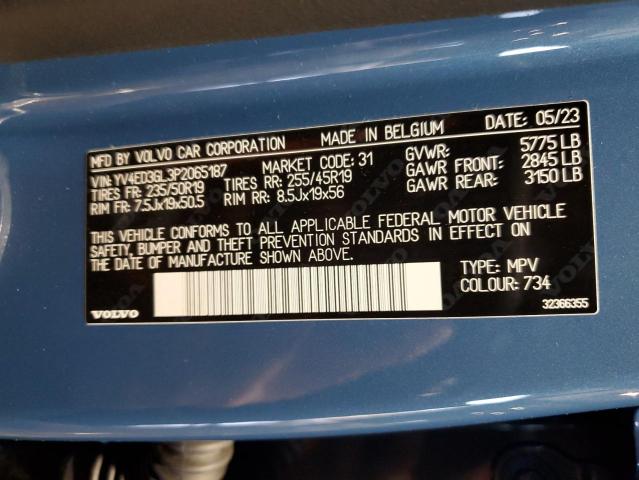 MFD BY VOLVO CAR CORPORATION MADE IN BELGIUM DATE: 05/23
VIN:YV4ED3GL3P2065187 MARKET CODE: 31 GVWR: 5775 LB
TIRES FR: 235/50R19 TIRES RR: 255/45R19 GAWR FRONT: 2845 LB
RIM FR: 7.5Jx19x50.5 RIM RR: 8.5Jx19x56 GAWR REAR: 3150 LB
THIS VEHICLE CONFORMS TO ALL APPLICABLE FEDERAL MOTOR VEHICLE
SAFETY, BUMPER AND THEFT PREVENTION STANDARDS IN EFFECT ON
THE DATE OF MANUFACTURE SHOWN ABOVE.
TYPE: MPV
COLOUR: 734
VOLVO 32366355